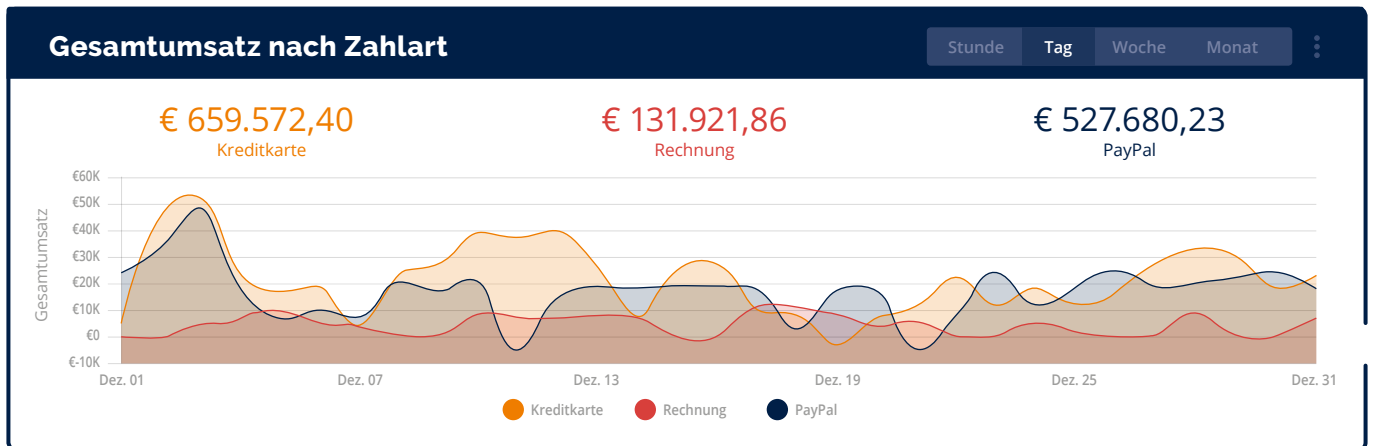 Gesamtumsatz nach Zahlart
Stunde Tag Woche Monat
€ 659.572,40
Kreditkarte
€ 131.921,86
Rechnung
€ 527.680,23
PayPal
Gesamtumsatz
€60K
€50K
€40K
€30K
€20K
€10K
€0
€-10K
Dez. 01 Dez. 07 Dez. 13 Dez. 19 Dez. 25 Dez. 31
Kreditkarte Rechnung PayPal